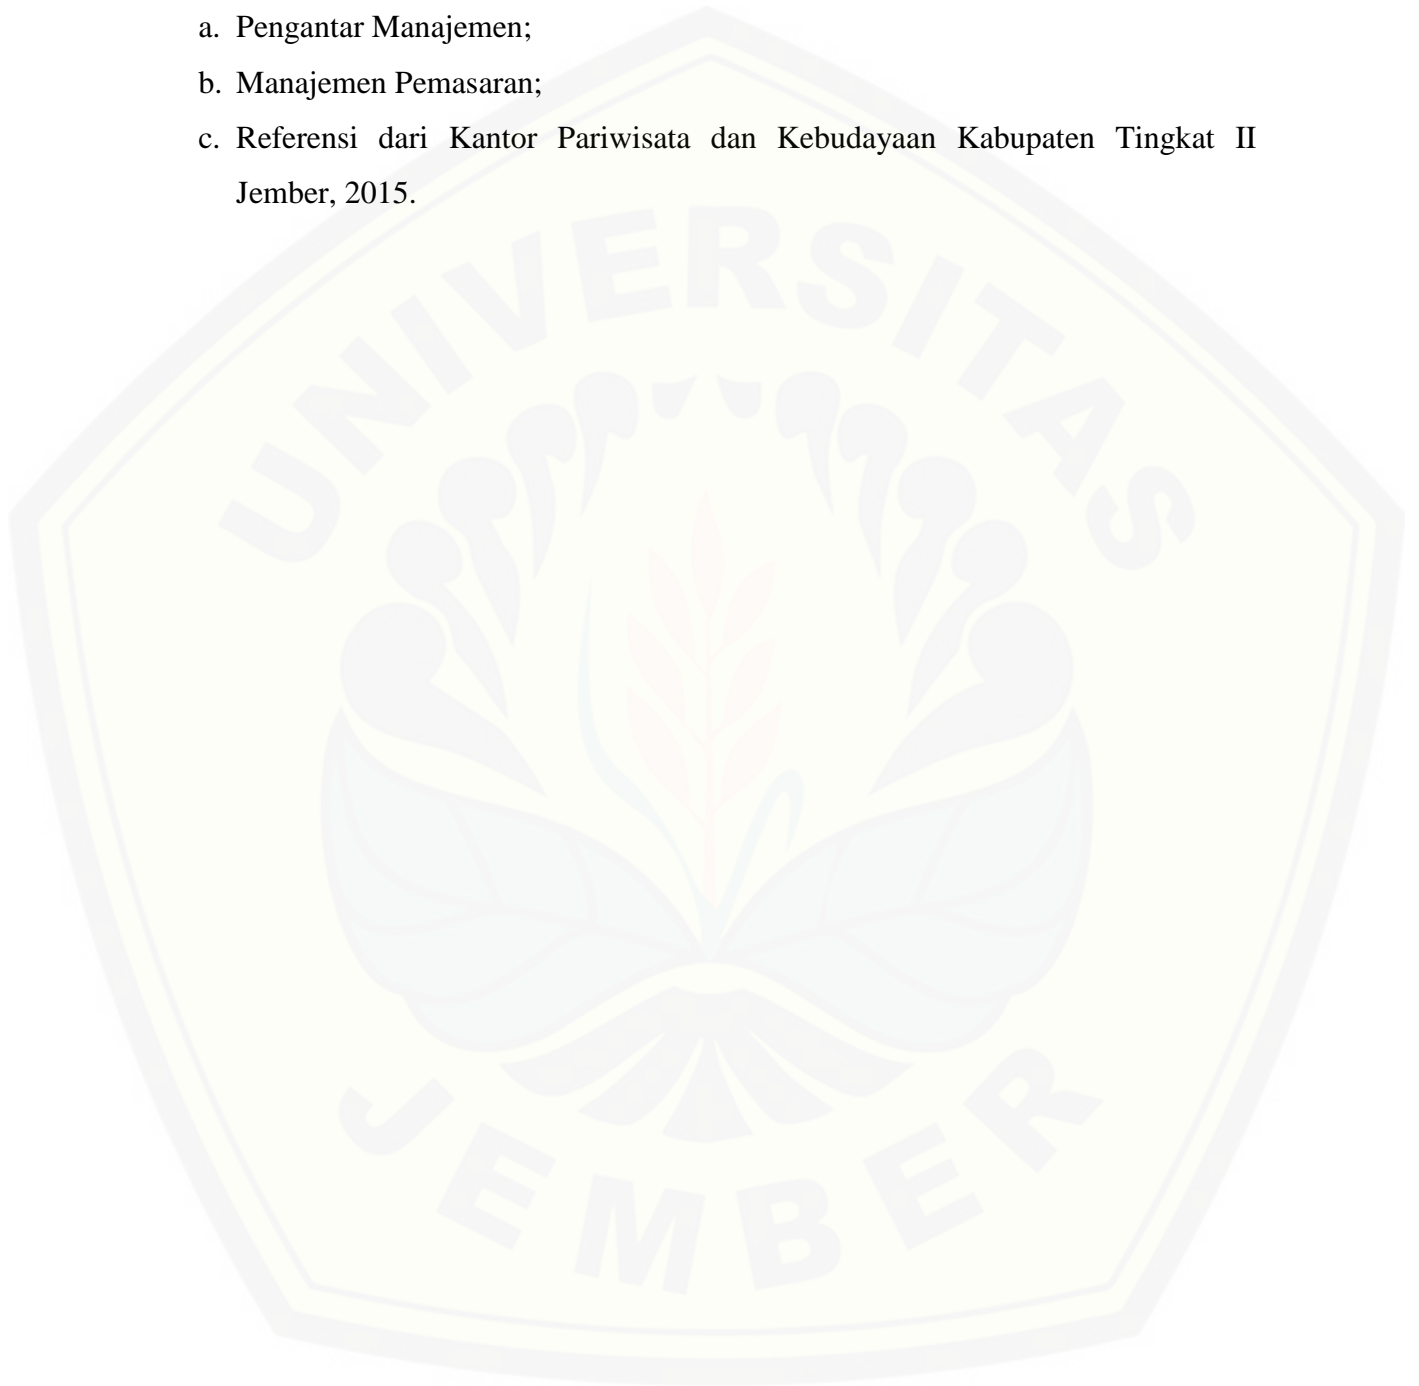 a. Pengantar Manajemen;
b. Manajemen Pemasaran;
c. Referensi dari Kantor Pariwisata dan Kebudayaan Kabupaten Tingkat II
Jember, 2015.
UNIVERSITAS
JEMBER